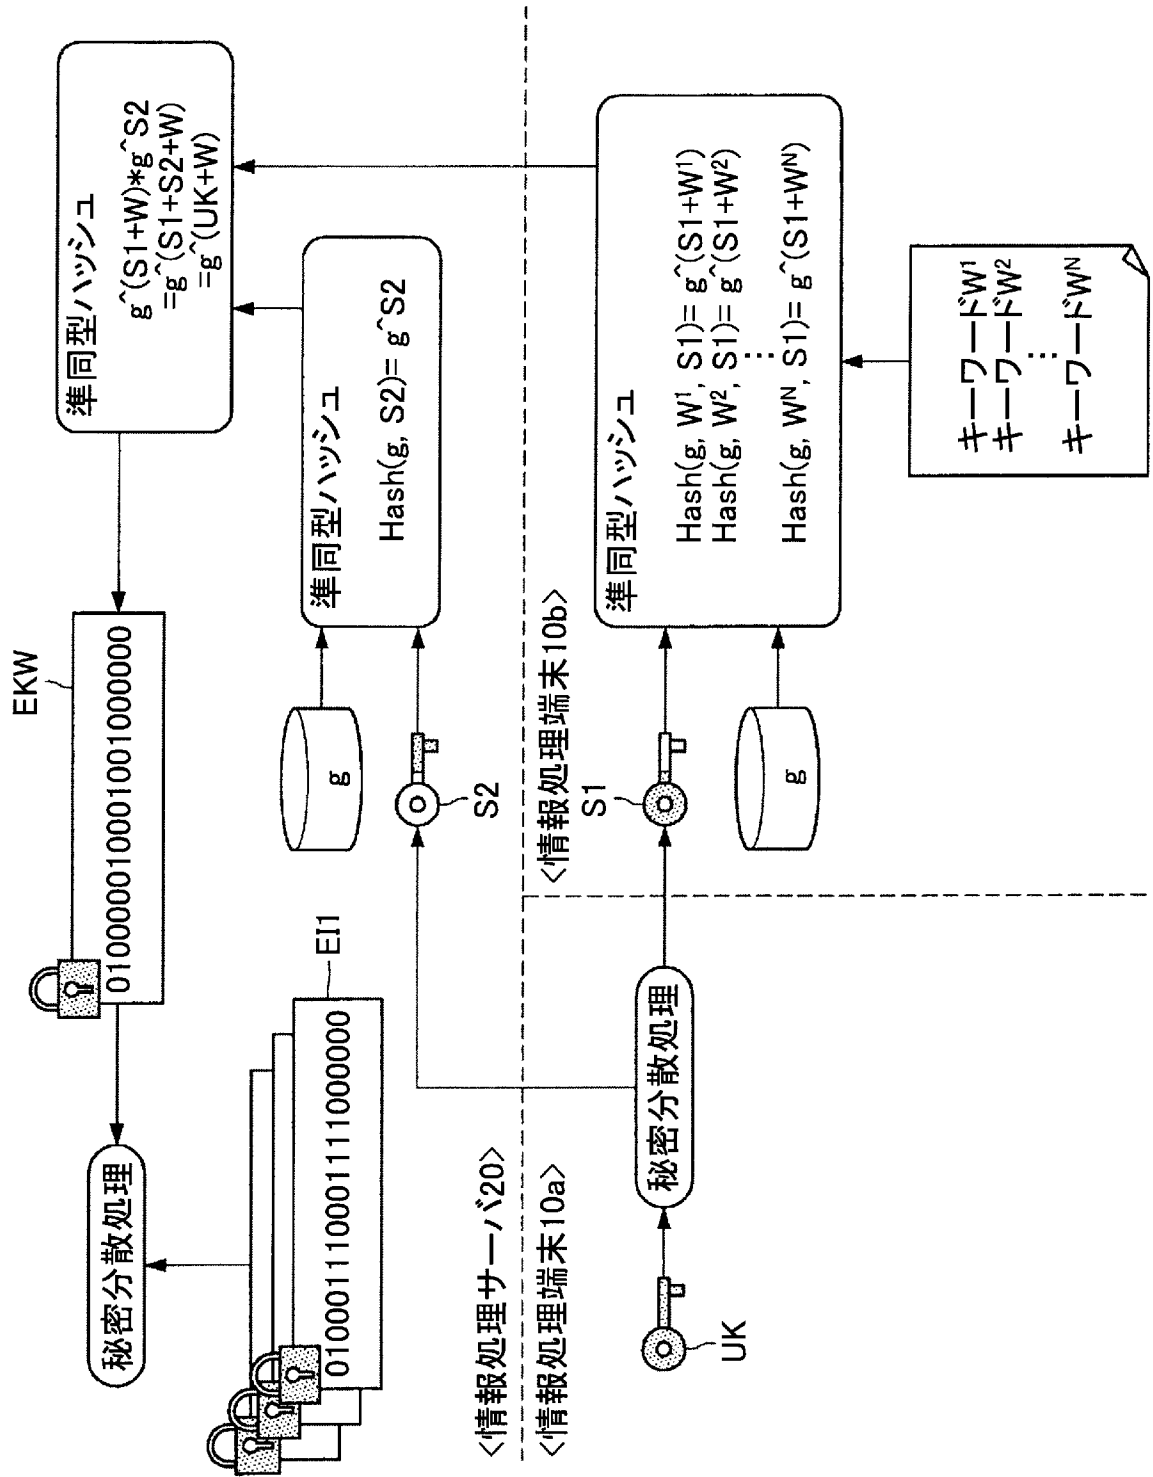 準同型ハッシュ
g^(S1+W)*g^S2
=g^(S1+S2+W)
=g^(UK+W)
EKW
010000010001000100100100000
秘密分散処理
準同型ハッシュ
Hash(g, S2)= g^S2
g
S2
EI1
0100011100011100011110000000
<情報処理サーバ20>
<情報処理端末10a>
<情報処理端末10b>
UK
秘密分散処理
S1
g
準同型ハッシュ
Hash(g, W¹, S1)= g^(S1+W¹)
Hash(g, W², S1)= g^(S1+W²)
⋮
Hash(g, Wᴺ, S1)= g^(S1+Wᴺ)
キーワードW¹
キーワードW²
⋮
キーワードWᴺ